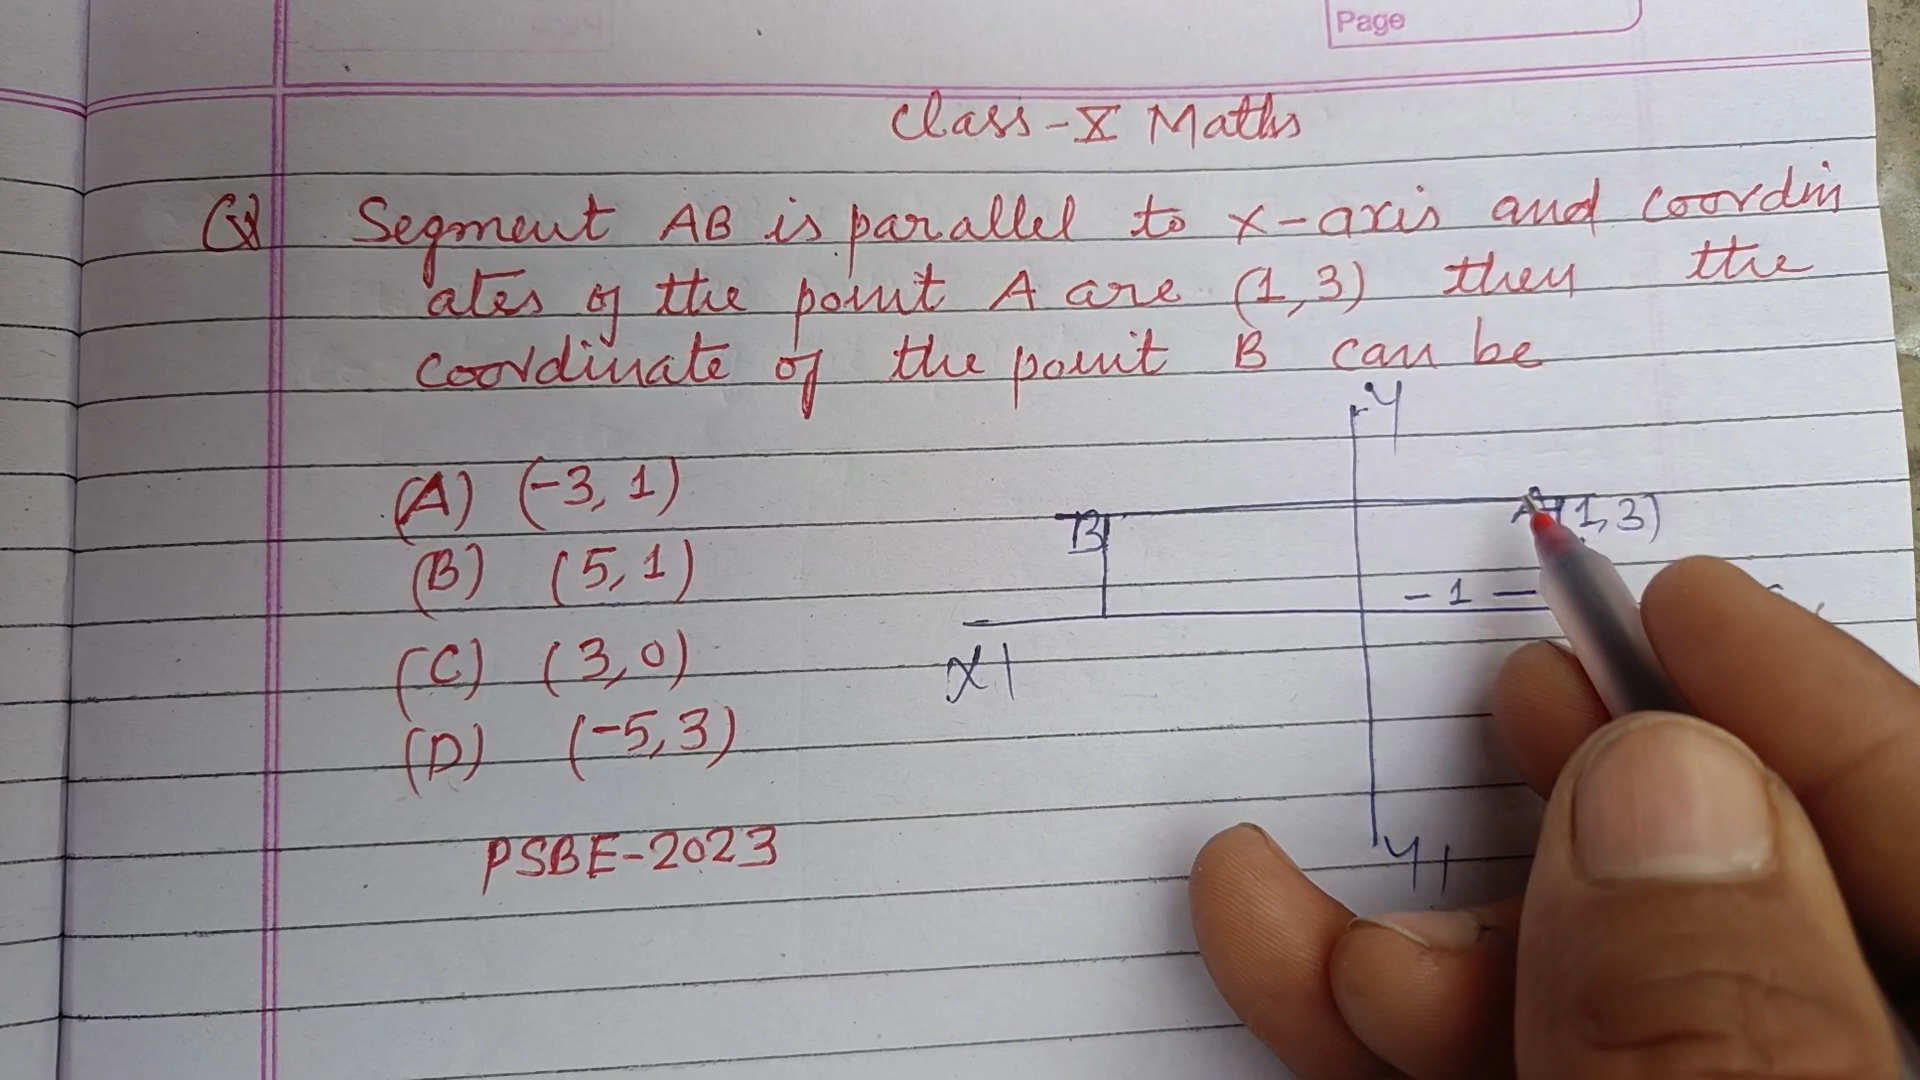 Page
Class-X Maths
Q Segment AB is parallel to x-axis and coordin
ates of the point A are (1,3) then the
coordinate of the point B can be
(A) (-3, 1)
(B) (5, 1)
(C) (3, 0)
(D) (-5, 3)
PSBE-2023
Y
B
A (1,3)
- 1 -
X1
Y1